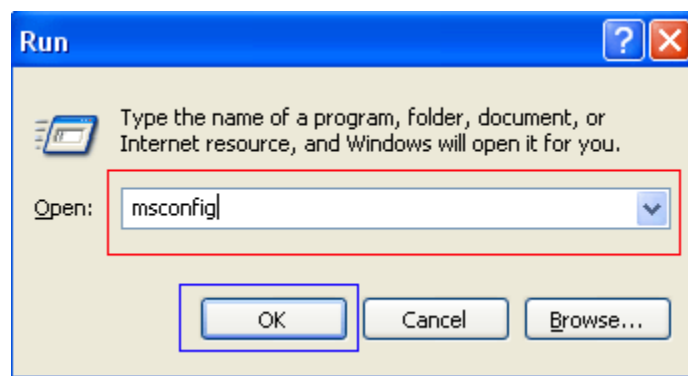 Run
Type the name of a program, folder, document, or
Internet resource, and Windows will open it for you.
Open: msconfig
OK Cancel Browse...